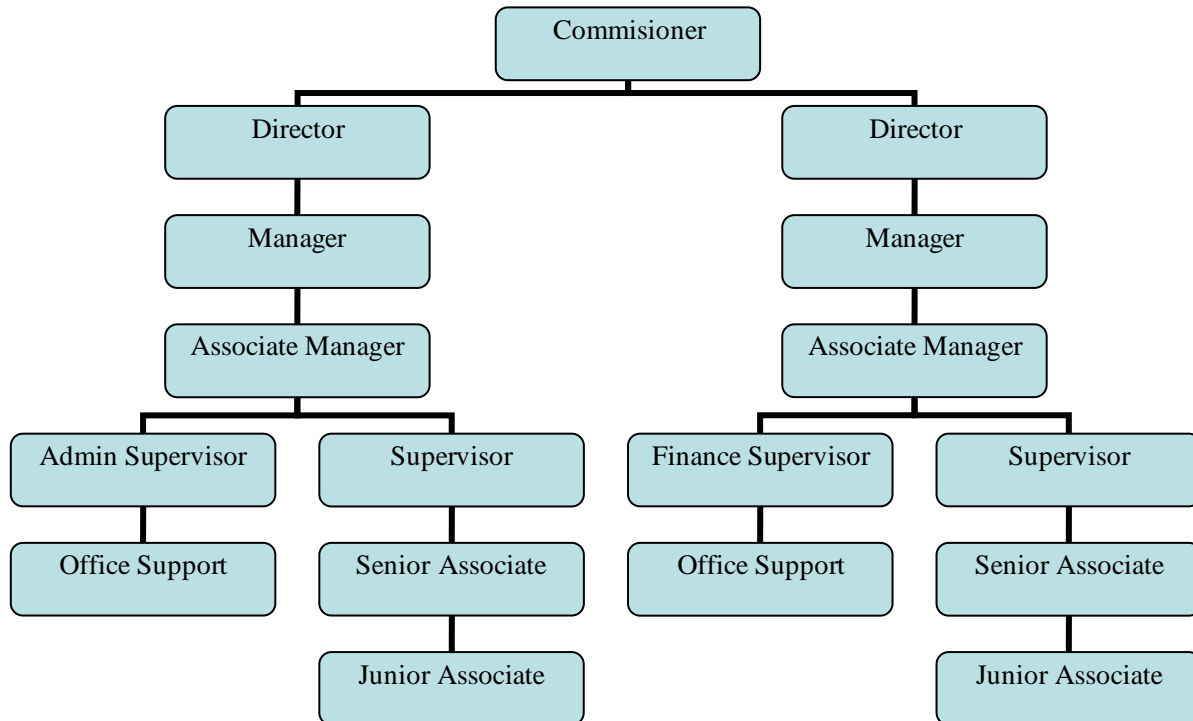 Commisioner
Director
Director
Manager
Manager
Associate Manager
Associate Manager
Admin Supervisor
Supervisor
Finance Supervisor
Supervisor
Office Support
Senior Associate
Office Support
Senior Associate
Junior Associate
Junior Associate